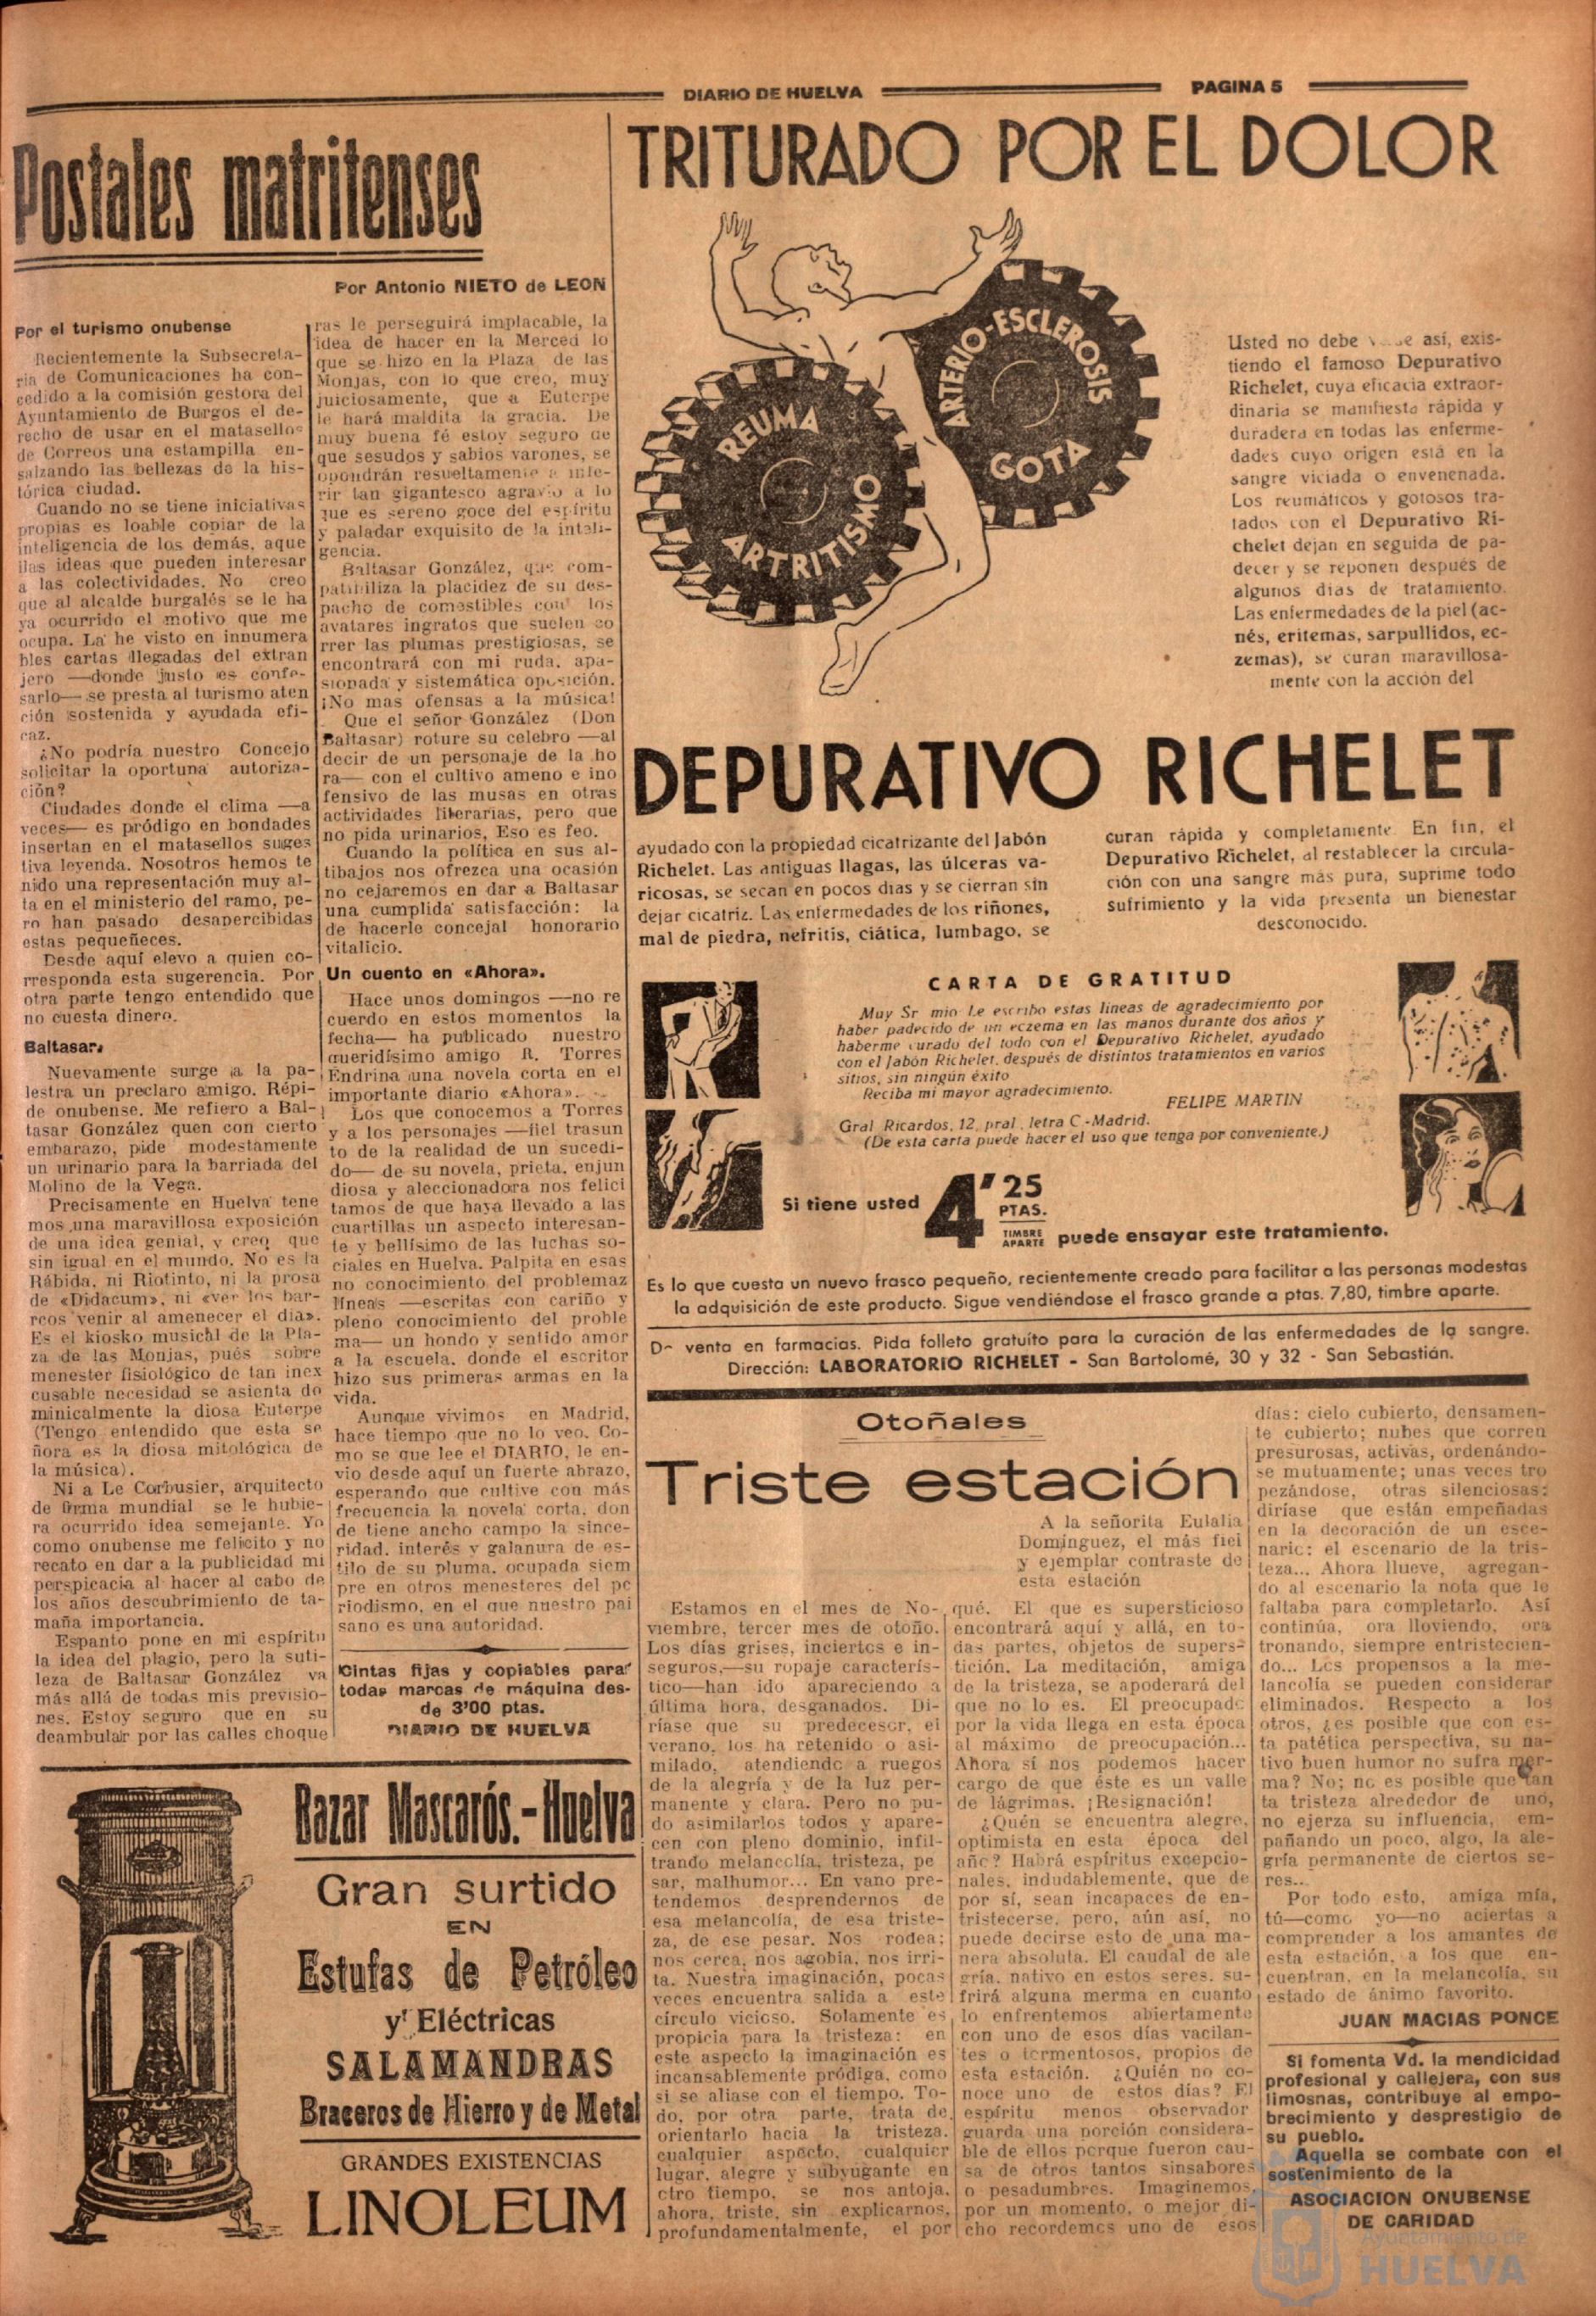 DIARIO DE HUELVA
PAGINA 5
Postales matritenses
Por Antonio NIETO de LEON
Por el turismo onubense
Recientemente la Subsecreta-
ría de Comunicaciones ha con-
cedido a la comisión gestora del
Ayuntamiento de Burgos el de-
recho de usar en el matasellos
de Correos una estampilla en-
salzando las bellezas de la his-
tórica ciudad.
Cuando no se tiene iniciativas
propias es loable copiar de la
inteligencia de los demás, aque
llas ideas que pueden interesar
a las colectividades. No creo
que al alcalde burgalés se le ha
ya ocurrido el motivo que me
ocupa. La he visto en innumera
bles cartas llegadas del extran
jero —donde justo es confe-
sarlo— se presta al turismo aten
ción sostenida y ayudada efi-
caz.
¿No podría nuestro Concejo
solicitar la oportuna autoriza-
ción?
Ciudades donde el clima —a
veces— es pródigo en bondades
insertan en el matasellos suges
tiva leyenda. Nosotros hemos te
nido una representación muy al-
ta en el ministerio del ramo, pe-
ro han pasado desapercibidas
estas pequeñeces.
Desde aquí elevo a quien co-
rresponda esta sugerencia. Por
otra parte tengo entendido que
no cuesta dinero.
Baltasar.
Nuevamente surge a la pa-
lestra un preclaro amigo. Répi-
de onubense. Me refiero a Bal-
tasar González quen con cierto
embarazo, pide modestamente
un urinario para la barriada del
Molino de la Vega.
Precisamente en Huelva tene
mos una maravillosa exposición
de una idea genial, y creo que
sin igual en el mundo. No es la
Rábida, ni Riotinto, ni la prosa
de «Didacum», ni «ver los bar-
rcos venir al amenecer el dia».
Es el kiosko musical de la Pla-
za de las Monjas, pués sobre
menester fisiológico de tan inex
cusable necesidad se asienta do
minicalmente la diosa Euterpe
(Tengo entendido que esta se
ñora es la diosa mitológica de
la música).
Ni a Le Corbusier, arquitecto
de firma mundial se le hubie-
ra ocurrido idea semejante. Yo
como onubense me felicito y no
recato en dar a la publicidad mi
perspicacia al hacer al cabo de
los años descubrimiento de ta-
maña importancia.
Espanto pone en mi espíritu
la idea del plagio, pero la suti-
leza de Baltasar González va
más allá de todas mis previsio-
nes. Estoy seguro que en su
deambular por las calles choque
ras le perseguirá implacable, la
idea de hacer en la Merced lo
que se hizo en la Plaza de las
Monjas, con lo que creo, muy
juiciosamente, que a Euterpe
le hará maldita la gracia. De
muy buena fé estoy seguro de
que sesudos y sabios varones, se
opondrán resueltamente a infe-
rir tan gigantesco agravio a lo
que es sereno goce del espíritu
y paladar exquisito de la inteli-
gencia.
Baltasar González, que com-
patibiliza la placidez de su des-
pacho de comestibles con los
avatares ingratos que suelen co
rrer las plumas prestigiosas, se
encontrará con mi ruda, apa-
sionada y sistemática oposición.
¡No mas ofensas a la música!
Que el señor González (Don
Baltasar) roture su celebro —al
decir de un personaje de la ho
ra— con el cultivo ameno e ino
fensivo de las musas en otras
actividades literarias, pero que
no pida urinarios, Eso es feo.
Cuando la política en sus al-
tibajos nos ofrezca una ocasión
no cejaremos en dar a Baltasar
una cumplida satisfacción: la
de hacerle concejal honorario
vitalicio.
Un cuento en «Ahora».
Hace unos domingos —no re
cuerdo en estos momentos la
fecha— ha publicado nuestro
queridísimo amigo R. Torres
Endrina una novela corta en el
importante diario «Ahora».
Los que conocemos a Torres
y a los personajes —fiel trasun
to de la realidad de un sucedi-
do— de su novela, prieta, enjun
diosa y aleccionadora nos felici
tamos de que haya llevado a las
cuartillas un aspecto interesan-
te y bellísimo de las luchas so-
ciales en Huelva. Palpita en esas
no conocimiento del problemaz
líneas —escritas con cariño y
pleno conocimiento del proble
ma— un hondo y sentido amor
a la escuela, donde el escritor
hizo sus primeras armas en la
vida.
Aunque vivimos en Madrid,
hace tiempo que no lo veo. Co-
mo se que lee el DIARIO, le en-
vio desde aquí un fuerte abrazo,
esperando que cultive con más
frecuencia la novela corta, don
de tiene ancho campo la since-
ridad, interés y galanura de es-
tilo de su pluma, ocupada siem
pre en otros menesteres del pe
riodismo, en el que nuestro pai
sano es una autoridad.
Cintas fijas y copiables para
todas marcas de máquina des-
de 3'00 ptas.
DIARIO DE HUELVA
Bazar Mascarós.-Huelva
Gran surtido
EN
Estufas de Petróleo
y Eléctricas
SALAMANDRAS
Braceros de Hierro y de Metal
GRANDES EXISTENCIAS
LINOLEUM
TRITURADO POR EL DOLOR
REUMA
ARTRITISMO
ARTERIO-ESCLEROSIS
GOTA
Usted no debe así, exis-
tiendo el famoso Depurativo
Richelet, cuya eficacia extraor-
dinaria se manifiesta rápida y
duradera en todas las enferme-
dades cuyo origen está en la
sangre viciada o envenenada.
Los reumáticos y gotosos tra-
tados con el Depurativo Ri-
chelet dejan en seguida de pa-
decer y se reponen después de
algunos dias de tratamiento.
Las enfermedades de la piel (ac-
nés, eritemas, sarpullidos, ec-
zemas), se curan maravillosa-
mente con la acción del
DEPURATIVO RICHELET
ayudado con la propiedad cicatrizante del Jabón
Richelet. Las antiguas llagas, las úlceras va-
ricosas, se secan en pocos dias y se cierran sin
dejar cicatriz. Las enfermedades de los riñones,
mal de piedra, nefritis, ciática, lumbago, se
curan rápida y completamente. En fin, el
Depurativo Richelet, al restablecer la circula-
ción con una sangre más pura, suprime todo
sufrimiento y la vida presenta un bienestar
desconocido.
CARTA DE GRATITUD
Muy Sr mio Le escribo estas líneas de agradecimiento por
haber padecido de un eczema en las manos durante dos años y
haberme curado del todo con el Depurativo Richelet, ayudado
con el Jabón Richelet, después de distintos tratamientos en varios
sitios, sin ningún éxito
Reciba mi mayor agradecimiento.
FELIPE MARTIN
Gral Ricardos, 12, pral, letra C.-Madrid.
(De esta carta puede hacer el uso que tenga por conveniente.)
Si tiene usted 4'25 PTAS. TIMBRE APARTE puede ensayar este tratamiento.
Es lo que cuesta un nuevo frasco pequeño, recientemente creado para facilitar a las personas modestas
la adquisición de este producto. Sigue vendiéndose el frasco grande a ptas. 7,80, timbre aparte.
De venta en farmacias. Pida folleto gratuíto para la curación de las enfermedades de la sangre.
Dirección: LABORATORIO RICHELET - San Bartolomé, 30 y 32 - San Sebastián.
Otoñales
Triste estación
A la señorita Eulalia
Domínguez, el más fiel
y ejemplar contraste de
esta estación
Estamos en el mes de No-
viembre, tercer mes de otoño.
Los días grises, inciertos e in-
seguros,—su ropaje caracterís-
tico—han ido apareciendo a
última hora, desganados. Di-
ríase que su predecesor, el
verano, los ha retenido o asi-
milado, atendiendo a ruegos
de la alegría y de la luz per-
manente y clara. Pero no pu-
do asimilarlos todos y apare-
cen con pleno dominio, infil-
trando melancolía, tristeza, pe
sar, malhumor... En vano pre-
tendemos desprendernos de
esa melancolía, de esa triste-
za, de ese pesar. Nos rodea;
nos cerca, nos agobia, nos irri-
ta. Nuestra imaginación, pocas
veces encuentra salida a este
círculo vicioso. Solamente es
propicia para la tristeza: en
este aspecto la imaginación es
incansablemente pródiga, como
si se aliase con el tiempo. To-
do, por otra parte, trata de
orientarlo hacia la tristeza.
cualquier aspecto, cualquier
lugar, alegre y subyugante en
otro tiempo, se nos antoja,
ahora, triste, sin explicarnos,
profundamentalmente, el por
qué. El que es supersticioso
encontrará aquí y allá, en to-
das partes, objetos de supers-
tición. La meditación, amiga
de la tristeza, se apoderará del
que no lo es. El preocupado
por la vida llega en esta época
al máximo de preocupación...
Ahora sí nos podemos hacer
cargo de que éste es un valle
de lágrimas. ¡Resignación!
¿Quién se encuentra alegre,
optimista en esta época del
año? Habrá espíritus excepcio-
nales, indudablemente, que de
por sí, sean incapaces de en-
tristecerse, pero, aún así, no
puede decirse esto de una ma-
nera absoluta. El caudal de ale
gría, nativo en estos seres, su-
frirá alguna merma en cuanto
lo enfrentemos abiertamente
con uno de esos días vacilan-
tes o tormentosos, propios de
esta estación. ¿Quién no co-
noce uno de estos días? El
espíritu menos observador
guarda una porción considera-
ble de ellos porque fueron cau-
sa de otros tantos sinsabores
o pesadumbres. Imaginemos,
por un momento, o mejor di-
cho recordemos uno de esos
días: cielo cubierto, densamen-
te cubierto; nubes que corren
presurosas, activas, ordenándo-
se mutuamente; unas veces tro
pezándose, otras silenciosas:
diríase que están empeñadas
en la decoración de un esce-
nario: el escenario de la tris-
teza... Ahora llueve, agregan-
do al escenario la nota que le
faltaba para completarlo. Así
continúa, ora lloviendo, ora
tronando, siempre entristecien-
do... Los propensos a la me-
lancolía se pueden considerar
eliminados. Respecto a los
otros, ¿es posible que con es-
ta patética perspectiva, su na-
tivo buen humor no sufra mer-
ma? No; no es posible que tan
ta tristeza alrededor de uno,
no ejerza su influencia, em-
pañando un poco, algo, la ale-
gría permanente de ciertos se-
res...
Por todo esto, amiga mía,
tú—como yo—no aciertas a
comprender a los amantes de
esta estación, a los que en-
cuentran, en la melancolía, su
estado de ánimo favorito.
JUAN MACIAS PONCE
Si fomenta Vd. la mendicidad
profesional y callejera, con sus
limosnas, contribuye al empo-
brecimiento y desprestigio de
su pueblo.
Aquella se combate con el
sostenimiento de la
ASOCIACION ONUBENSE
DE CARIDAD
Ayuntamiento de
HUELVA